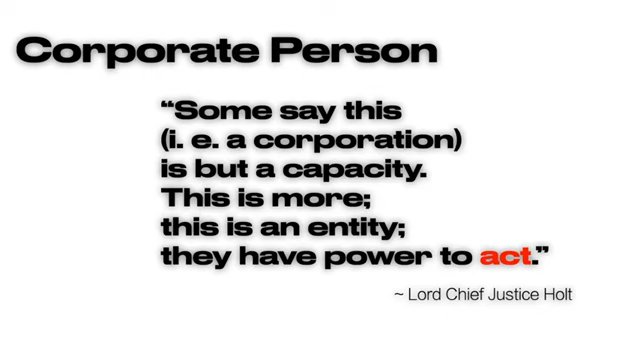 Corporate Person
“Some say this
(i. e. a corporation)
is but a capacity.
This is more;
this is an entity;
they have power to act.”
~ Lord Chief Justice Holt